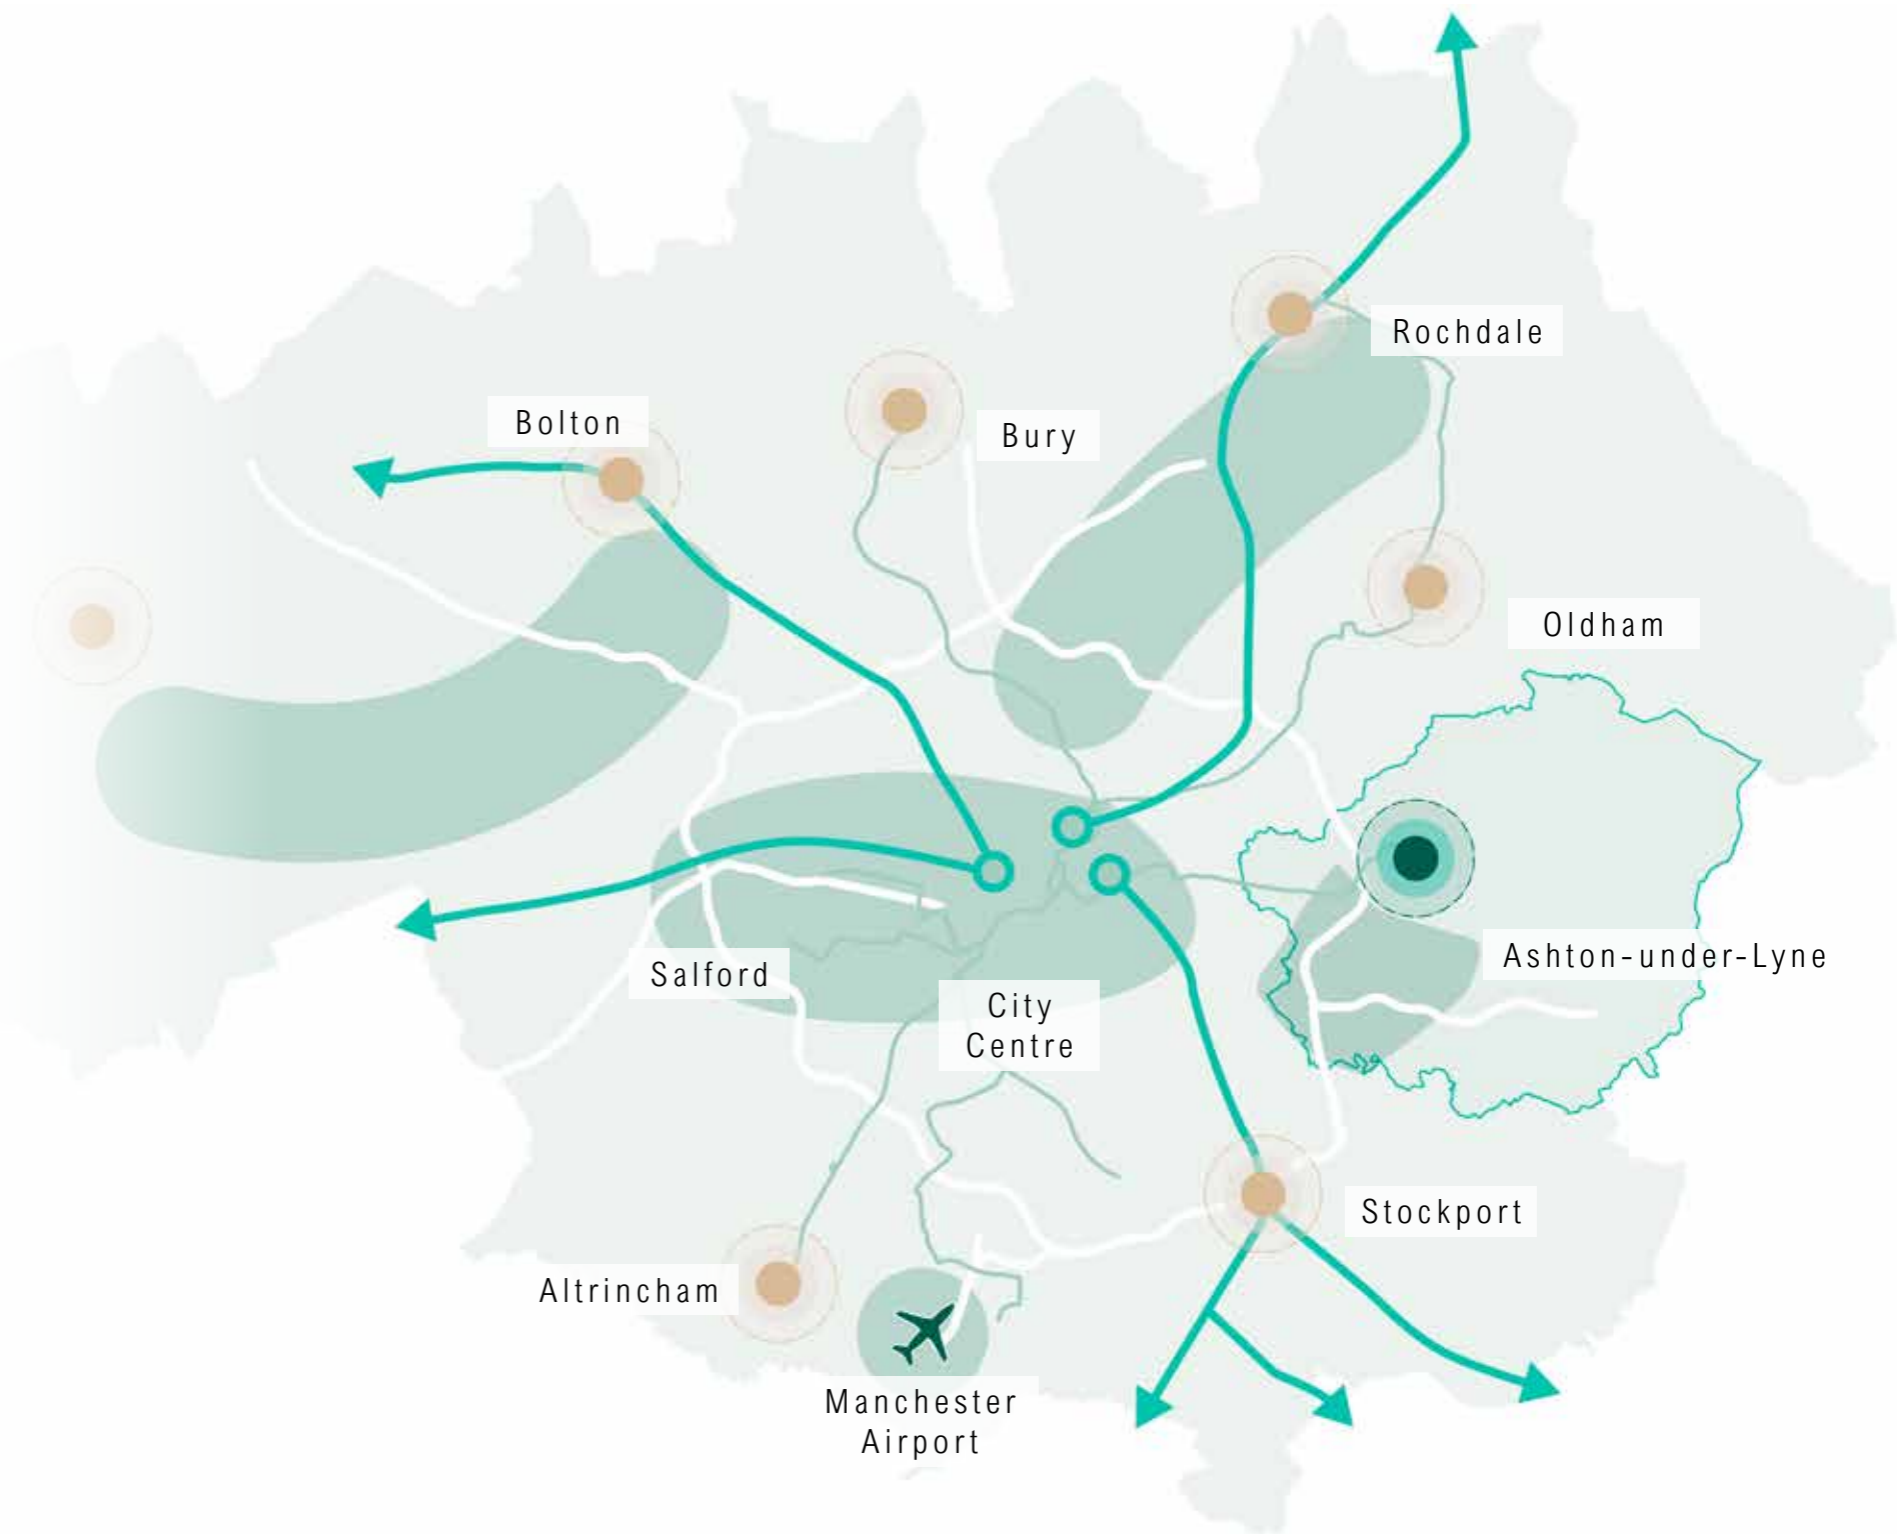 Rochdale
Bolton
Bury
Oldham
Ashton-under-Lyne
Salford
City
Centre
Stockport
Altrincham
Manchester
Airport